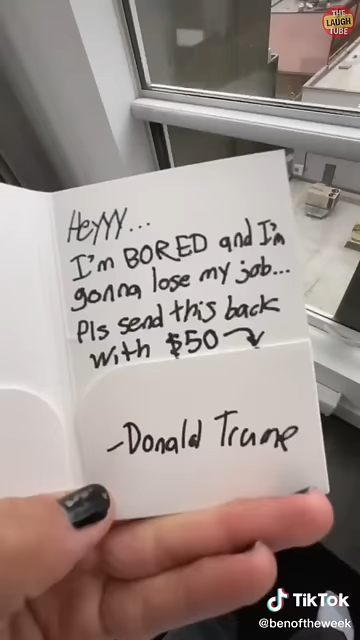 THE
LAUGH
TUBE
HeYYY...
I'm BORED and I'm
gonna lose my job...
Pls send this back
with $50
-Donald Trump
TikTok
@benoftheweek